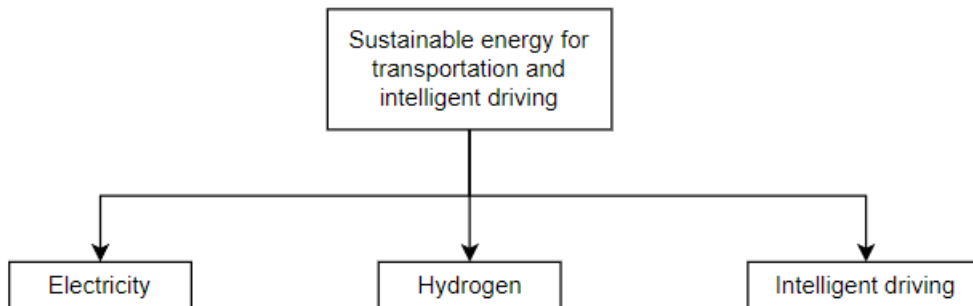 Sustainable energy for
transportation and
intelligent driving
Electricity
Hydrogen
Intelligent driving